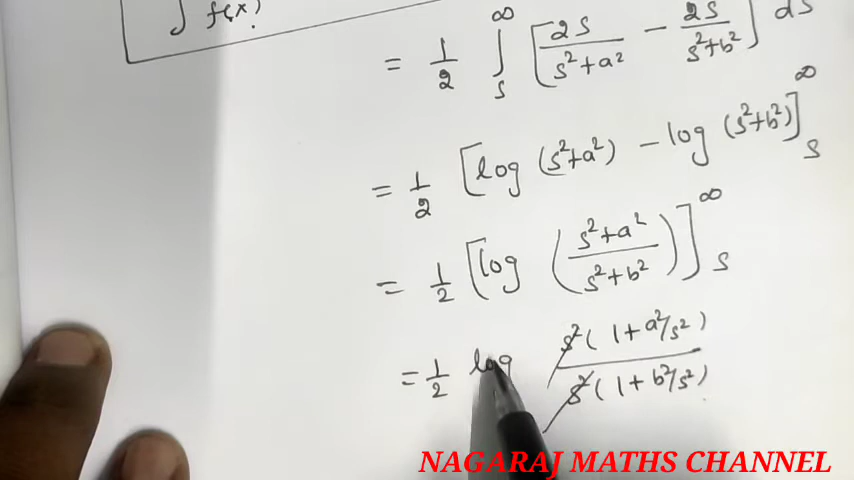 ∫ f(x)
= 1/2 ∫_s^∞ [2s/(s²+a²) − 2s/(s²+b²)] ds
= 1/2 [log (s²+a²) − log (s²+b²)]_s^∞
= 1/2 [log ((s²+a²)/(s²+b²))]_s^∞
= 1/2 log s²(1+a²/s²)/s²(1+b²/s²)
NAGARAJ MATHS CHANNEL